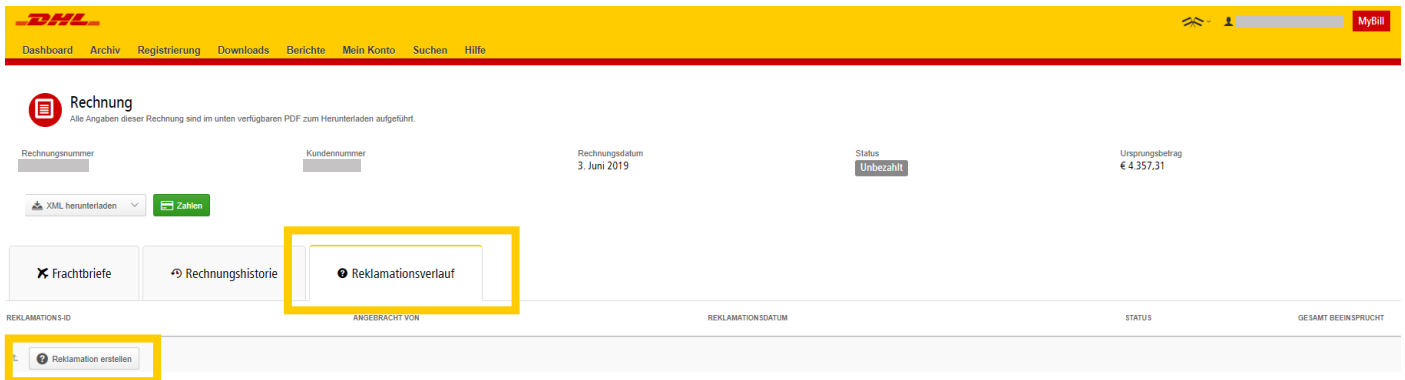 DHL
MyBill
Dashboard Archiv Registrierung Downloads Berichte Mein Konto Suchen Hilfe
Rechnung
Alle Angaben dieser Rechnung sind im unten verfügbaren PDF zum Herunterladen aufgeführt.
Rechnungsnummer Kundennummer Rechnungsdatum Status Ursprungsbetrag
3. Juni 2019 Unbezahlt € 4.357,31
XML herunterladen Zahlen
Frachtbriefe Rechnungshistorie Reklamationsverlauf
REKLAMATIONS-ID ANGEBRACHT VON REKLAMATIONSDATUM STATUS GESAMT BEEINSPRUCHT
Reklamation erstellen